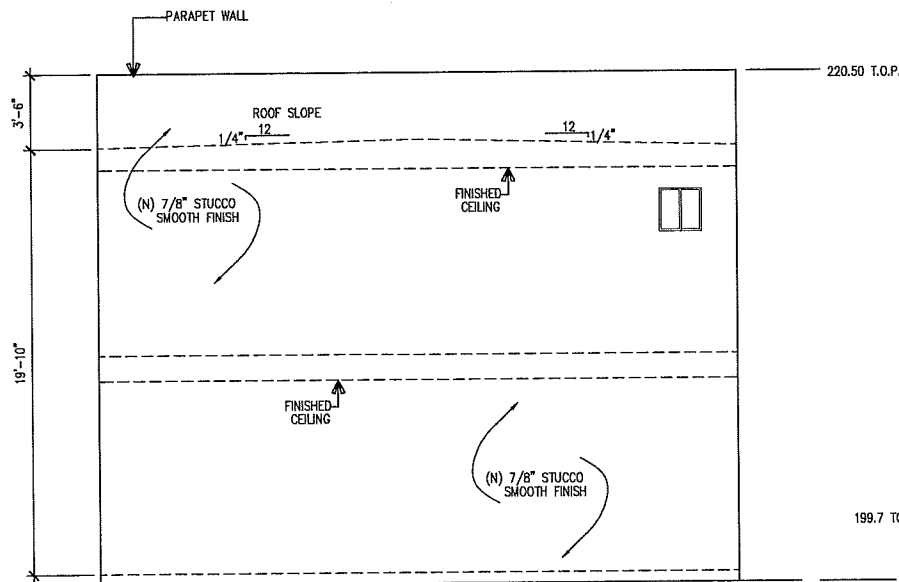 PARAPET WALL
220.50 T.O.P.
3'-6"
ROOF SLOPE
12
1/4"
12
1/4"
FINISHED
CEILING
(N) 7/8" STUCCO
SMOOTH FINISH
19'-10"
FINISHED
CEILING
(N) 7/8" STUCCO
SMOOTH FINISH
199.7 TO